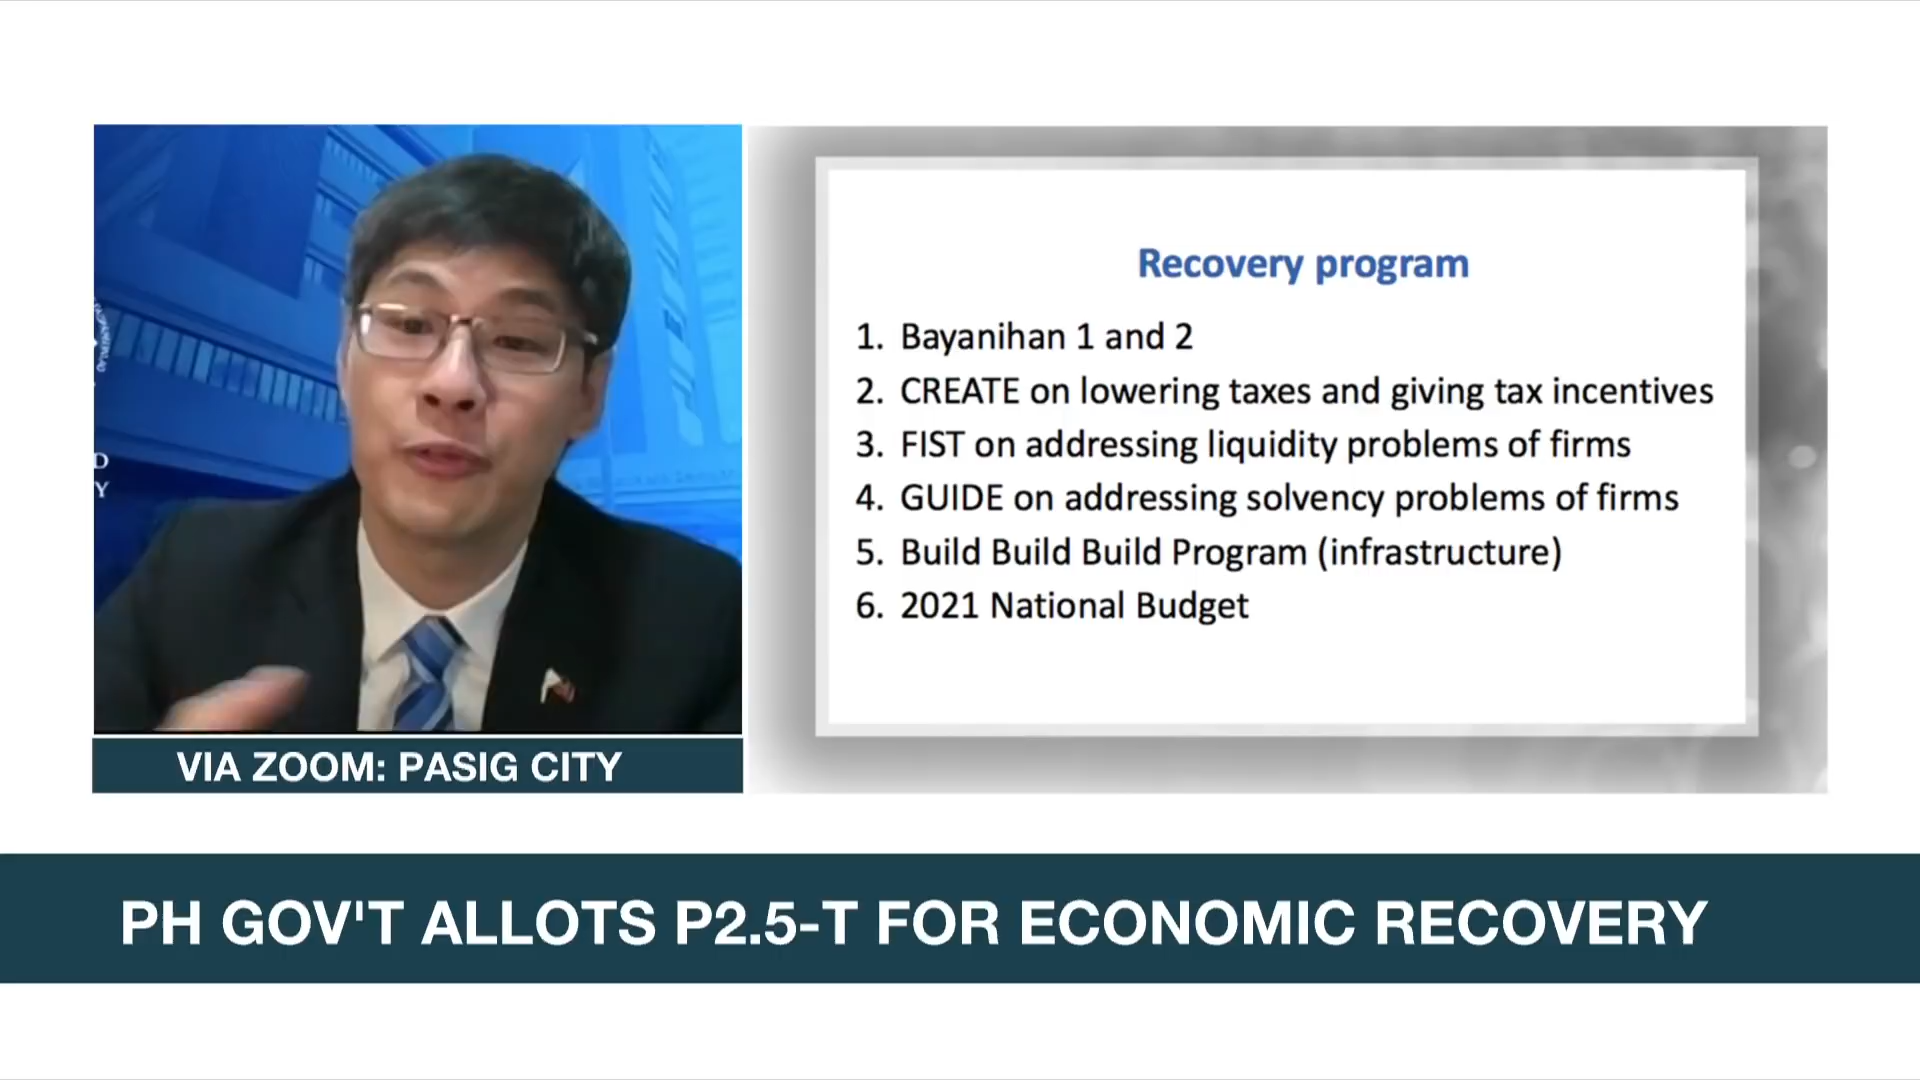 D
Y
VIA ZOOM: PASIG CITY
Recovery program
1. Bayanihan 1 and 2
2. CREATE on lowering taxes and giving tax incentives
3. FIST on addressing liquidity problems of firms
4. GUIDE on addressing solvency problems of firms
5. Build Build Build Program (infrastructure)
6. 2021 National Budget
PH GOV'T ALLOTS P2.5-T FOR ECONOMIC RECOVERY